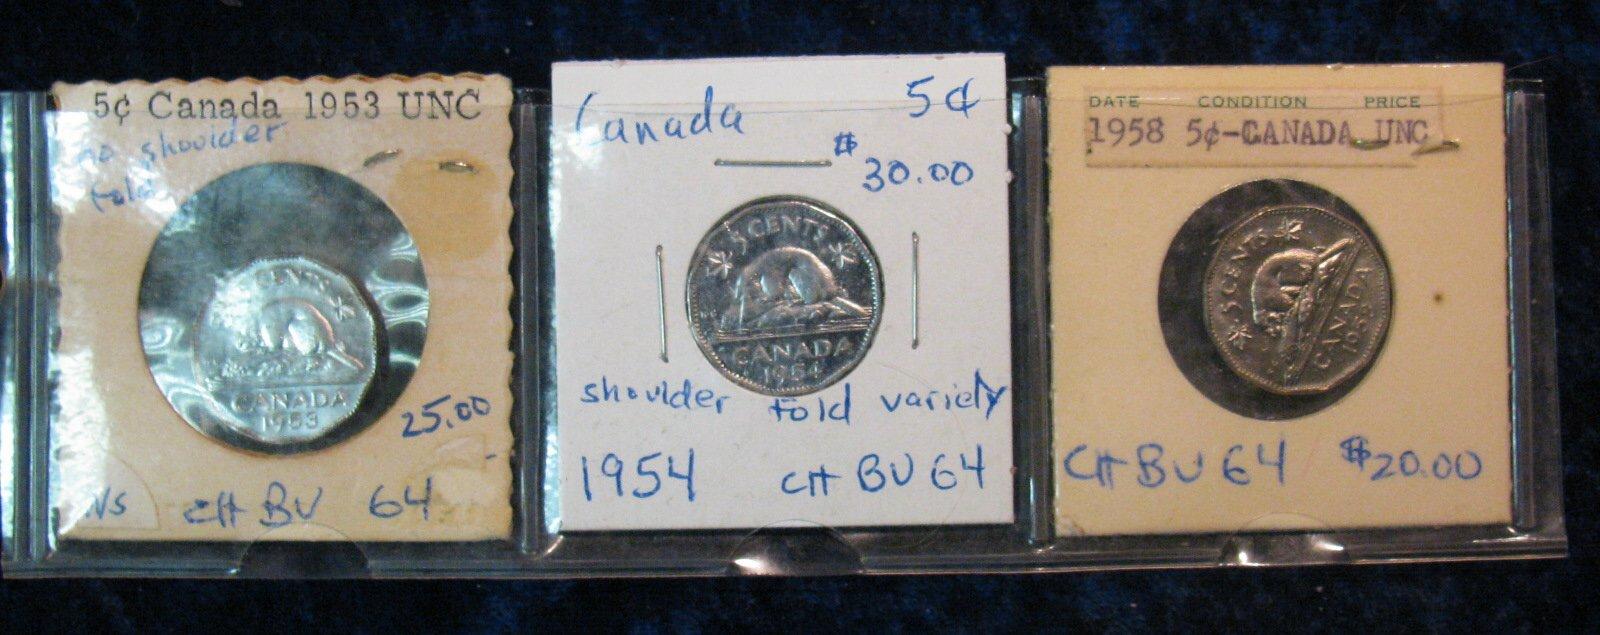 5¢ Canada 1953 UNC
no shoulder
fold
CENTS
CANADA
1953
25.00
NS
CH BU 64
Canada 5¢
$30.00
5 CENTS
CANADA
1954
shoulder fold variety
1954 CH BU 64
DATE CONDITION PRICE
1958 5¢-CANADA UNC
5 CENTS
CANADA
1958
CH BU 64 $20.00